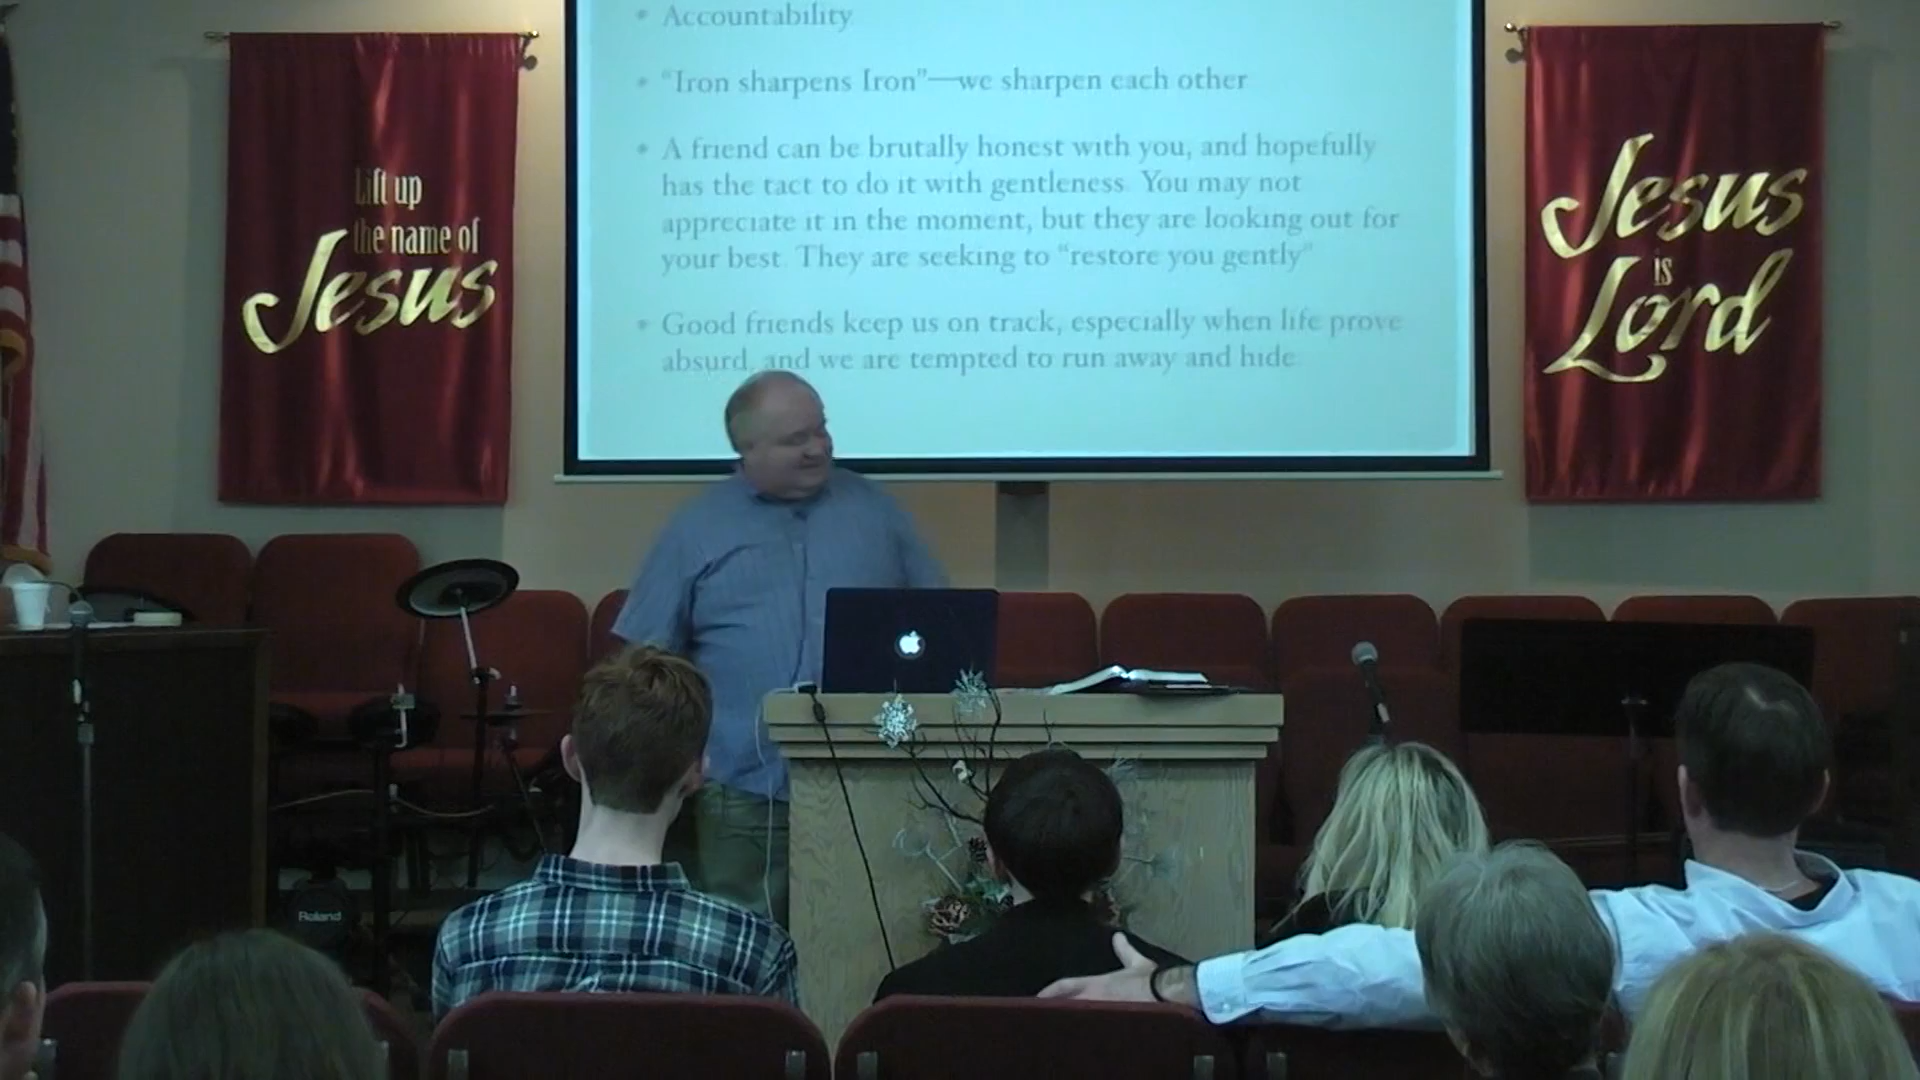 • Accountability
• "Iron sharpens Iron"—we sharpen each other
• A friend can be brutally honest with you, and hopefully
has the tact to do it with gentleness. You may not
appreciate it in the moment, but they are looking out for
your best. They are seeking to "restore you gently"
• Good friends keep us on track, especially when life prove
absurd, and we are tempted to run away and hide.
Lift up
the name of
Jesus
Jesus
is
Lord
Roland